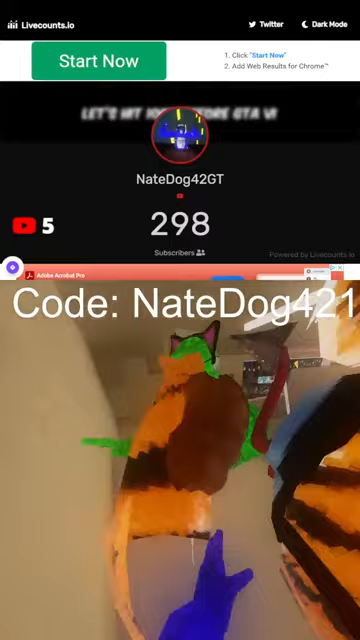 Livecounts.io
Twitter
Dark Mode
Start Now
1. Click "Start Now"
2. Add Web Results for Chrome™
NateDog42GT
5
298
Subscribers
Powered by Livecounts.io
Adobe Acrobat Pro
Code: NateDog421